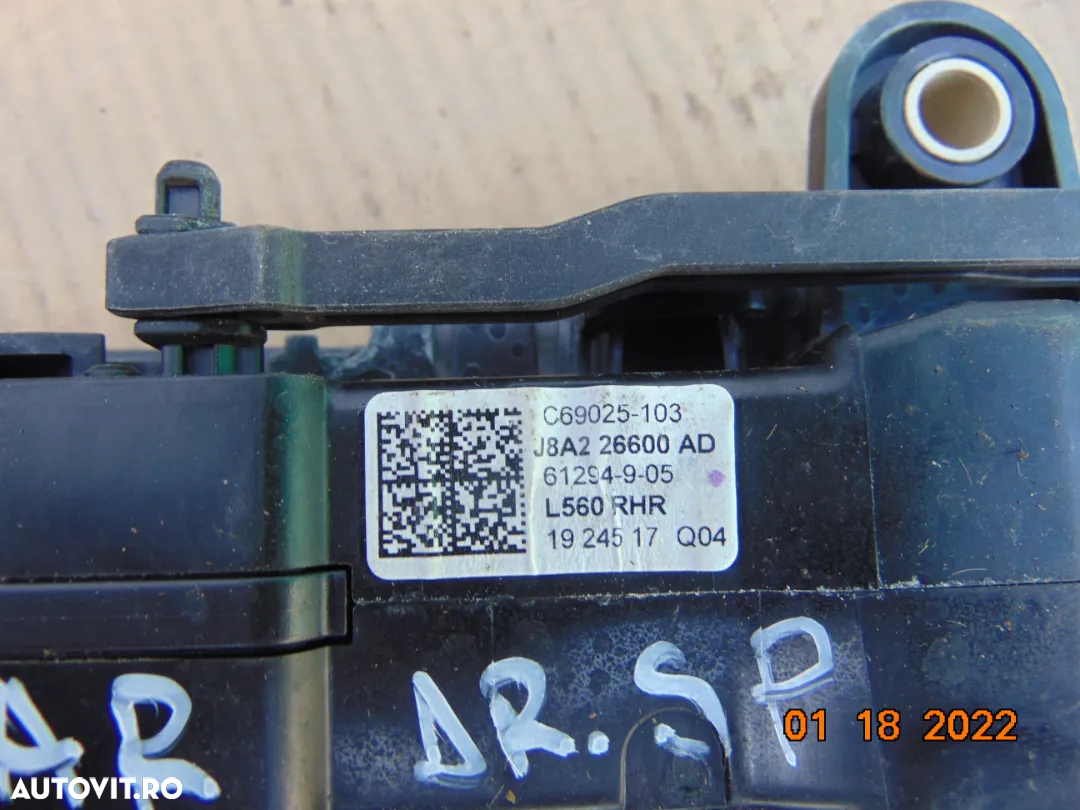 C69025-103
J8A2 26600 AD
61294-9-05
L560 RHR
19 245 17 Q04
AR DR.SP
01 18 2022
AUTOVIT.RO